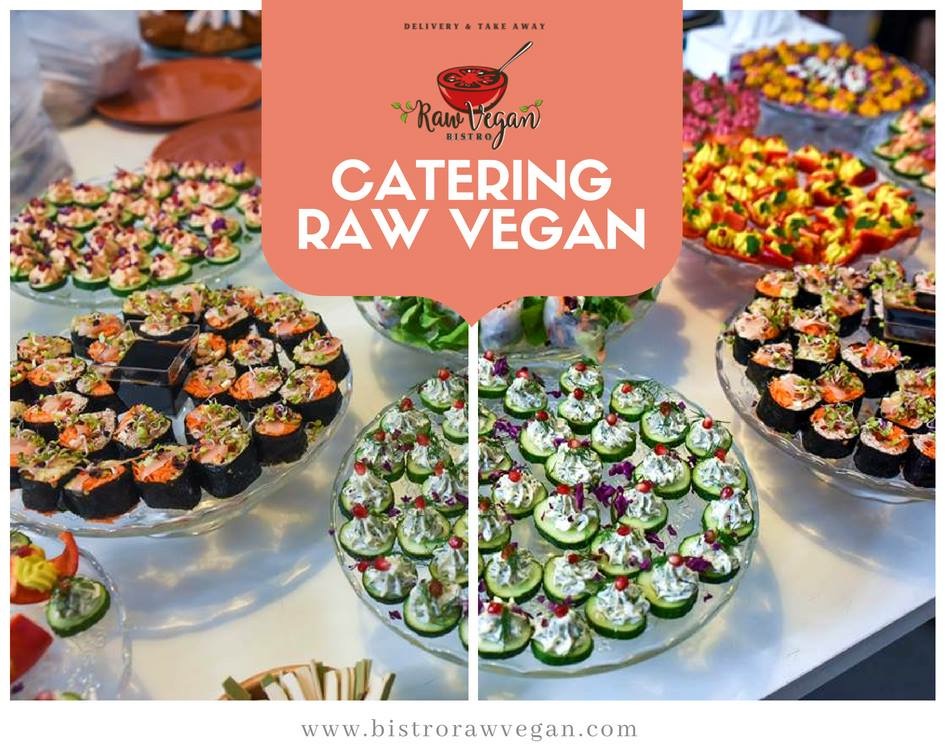 DELIVERY & TAKE AWAY
Raw Vegan
BISTRO
CATERING
RAW VEGAN
www.bistrorawvegan.com